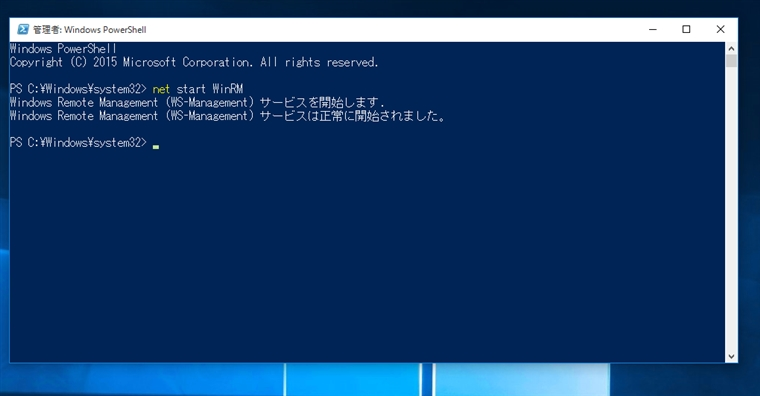 管理者: Windows PowerShell
Windows PowerShell
Copyright (C) 2015 Microsoft Corporation. All rights reserved.
PS C:¥Windows¥system32> net start WinRM
Windows Remote Management (WS-Management) サービスを開始します.
Windows Remote Management (WS-Management) サービスは正常に開始されました。
PS C:¥Windows¥system32>